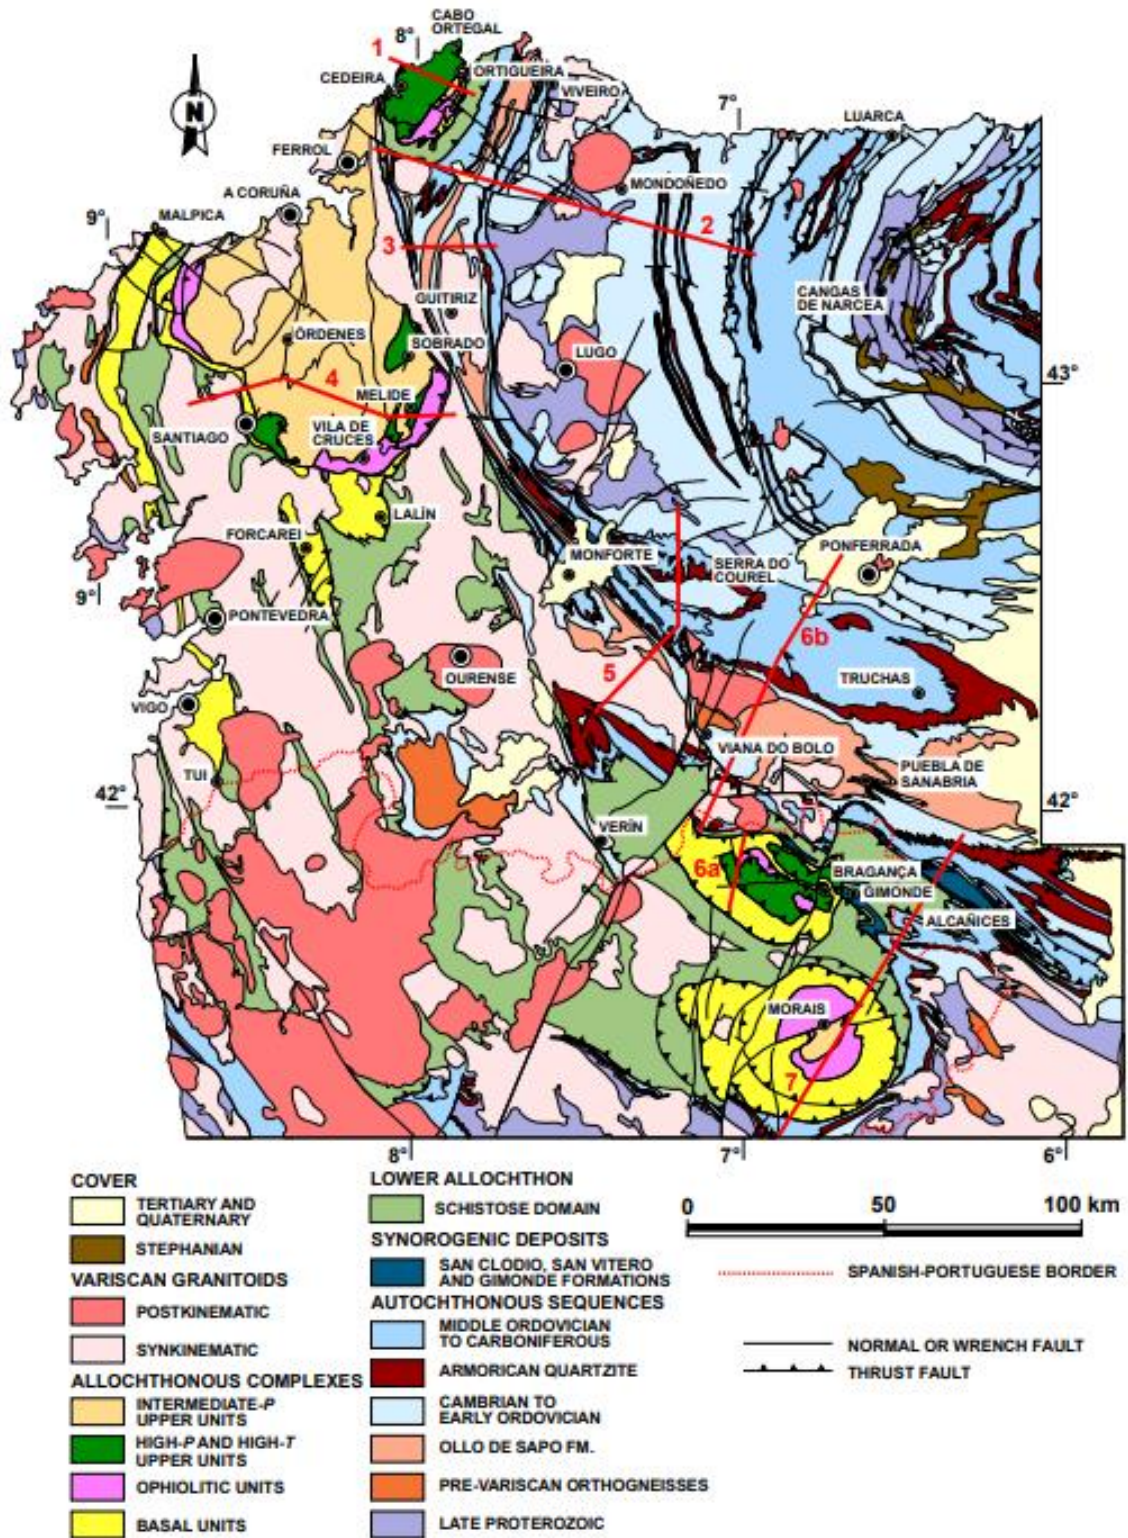 CABO
ORTEGAL
8°
1
CEDEIRA
ORTIGUEIRA
VIVEIRO
7°
LUARCA
N
FERROL
MONDOÑEDO
A CORUÑA
9°
MALPICA
2
3
CANGAS
DE NARCEA
GUITIRIZ
ÓRDENES
SOBRADO
LUGO
43°
4
MELIDE
SANTIAGO
VILA DE
CRUCES
LALÍN
FORCAREI
MONFORTE
SERRA DO
COUREL
PONFERRADA
9°
PONTEVEDRA
6b
OURENSE
5
TRUCHAS
VIGO
VIANA DO BOLO
TUI
PUEBLA DE
SANABRIA
42°
42°
VERÍN
6a
BRAGANÇA
GIMONDE
ALCAÑICES
MORAIS
7
8°
7°
6°
COVER
TERTIARY AND
QUATERNARY
STEPHANIAN
VARISCAN GRANITOIDS
POSTKINEMATIC
SYNKINEMATIC
ALLOCHTHONOUS COMPLEXES
INTERMEDIATE-P
UPPER UNITS
HIGH-P AND HIGH-T
UPPER UNITS
OPHIOLITIC UNITS
BASAL UNITS
LOWER ALLOCHTHON
SCHISTOSE DOMAIN
SYNOROGENIC DEPOSITS
SAN CLODIO, SAN VITERO
AND GIMONDE FORMATIONS
AUTOCHTHONOUS SEQUENCES
MIDDLE ORDOVICIAN
TO CARBONIFEROUS
ARMORICAN QUARTZITE
CAMBRIAN TO
EARLY ORDOVICIAN
OLLO DE SAPO FM.
PRE-VARISCAN ORTHOGNEISSES
LATE PROTEROZOIC
0 50 100 km
SPANISH-PORTUGUESE BORDER
NORMAL OR WRENCH FAULT
THRUST FAULT